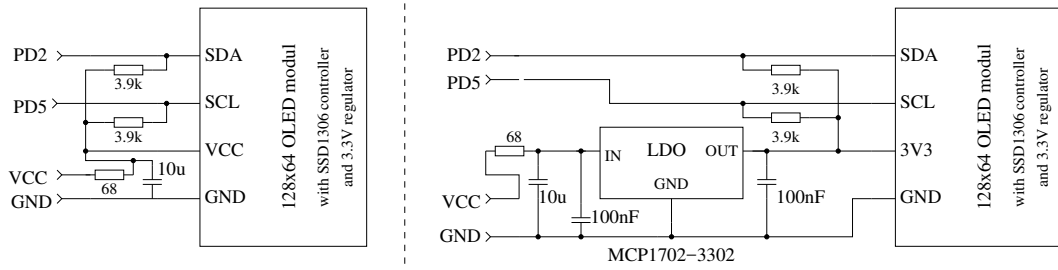 PD2
SDA
3.9k
PD5
SCL
3.9k
VCC
VCC
68
10u
GND
GND
128x64 OLED modul
with SSD1306 controller
and 3.3V regulator
PD2
SDA
PD5
3.9k
SCL
3.9k
68
IN
LDO
OUT
3V3
GND
VCC
10u
100nF
100nF
GND
GND
MCP1702-3302
128x64 OLED modul
with SSD1306 controller
and 3.3V regulator